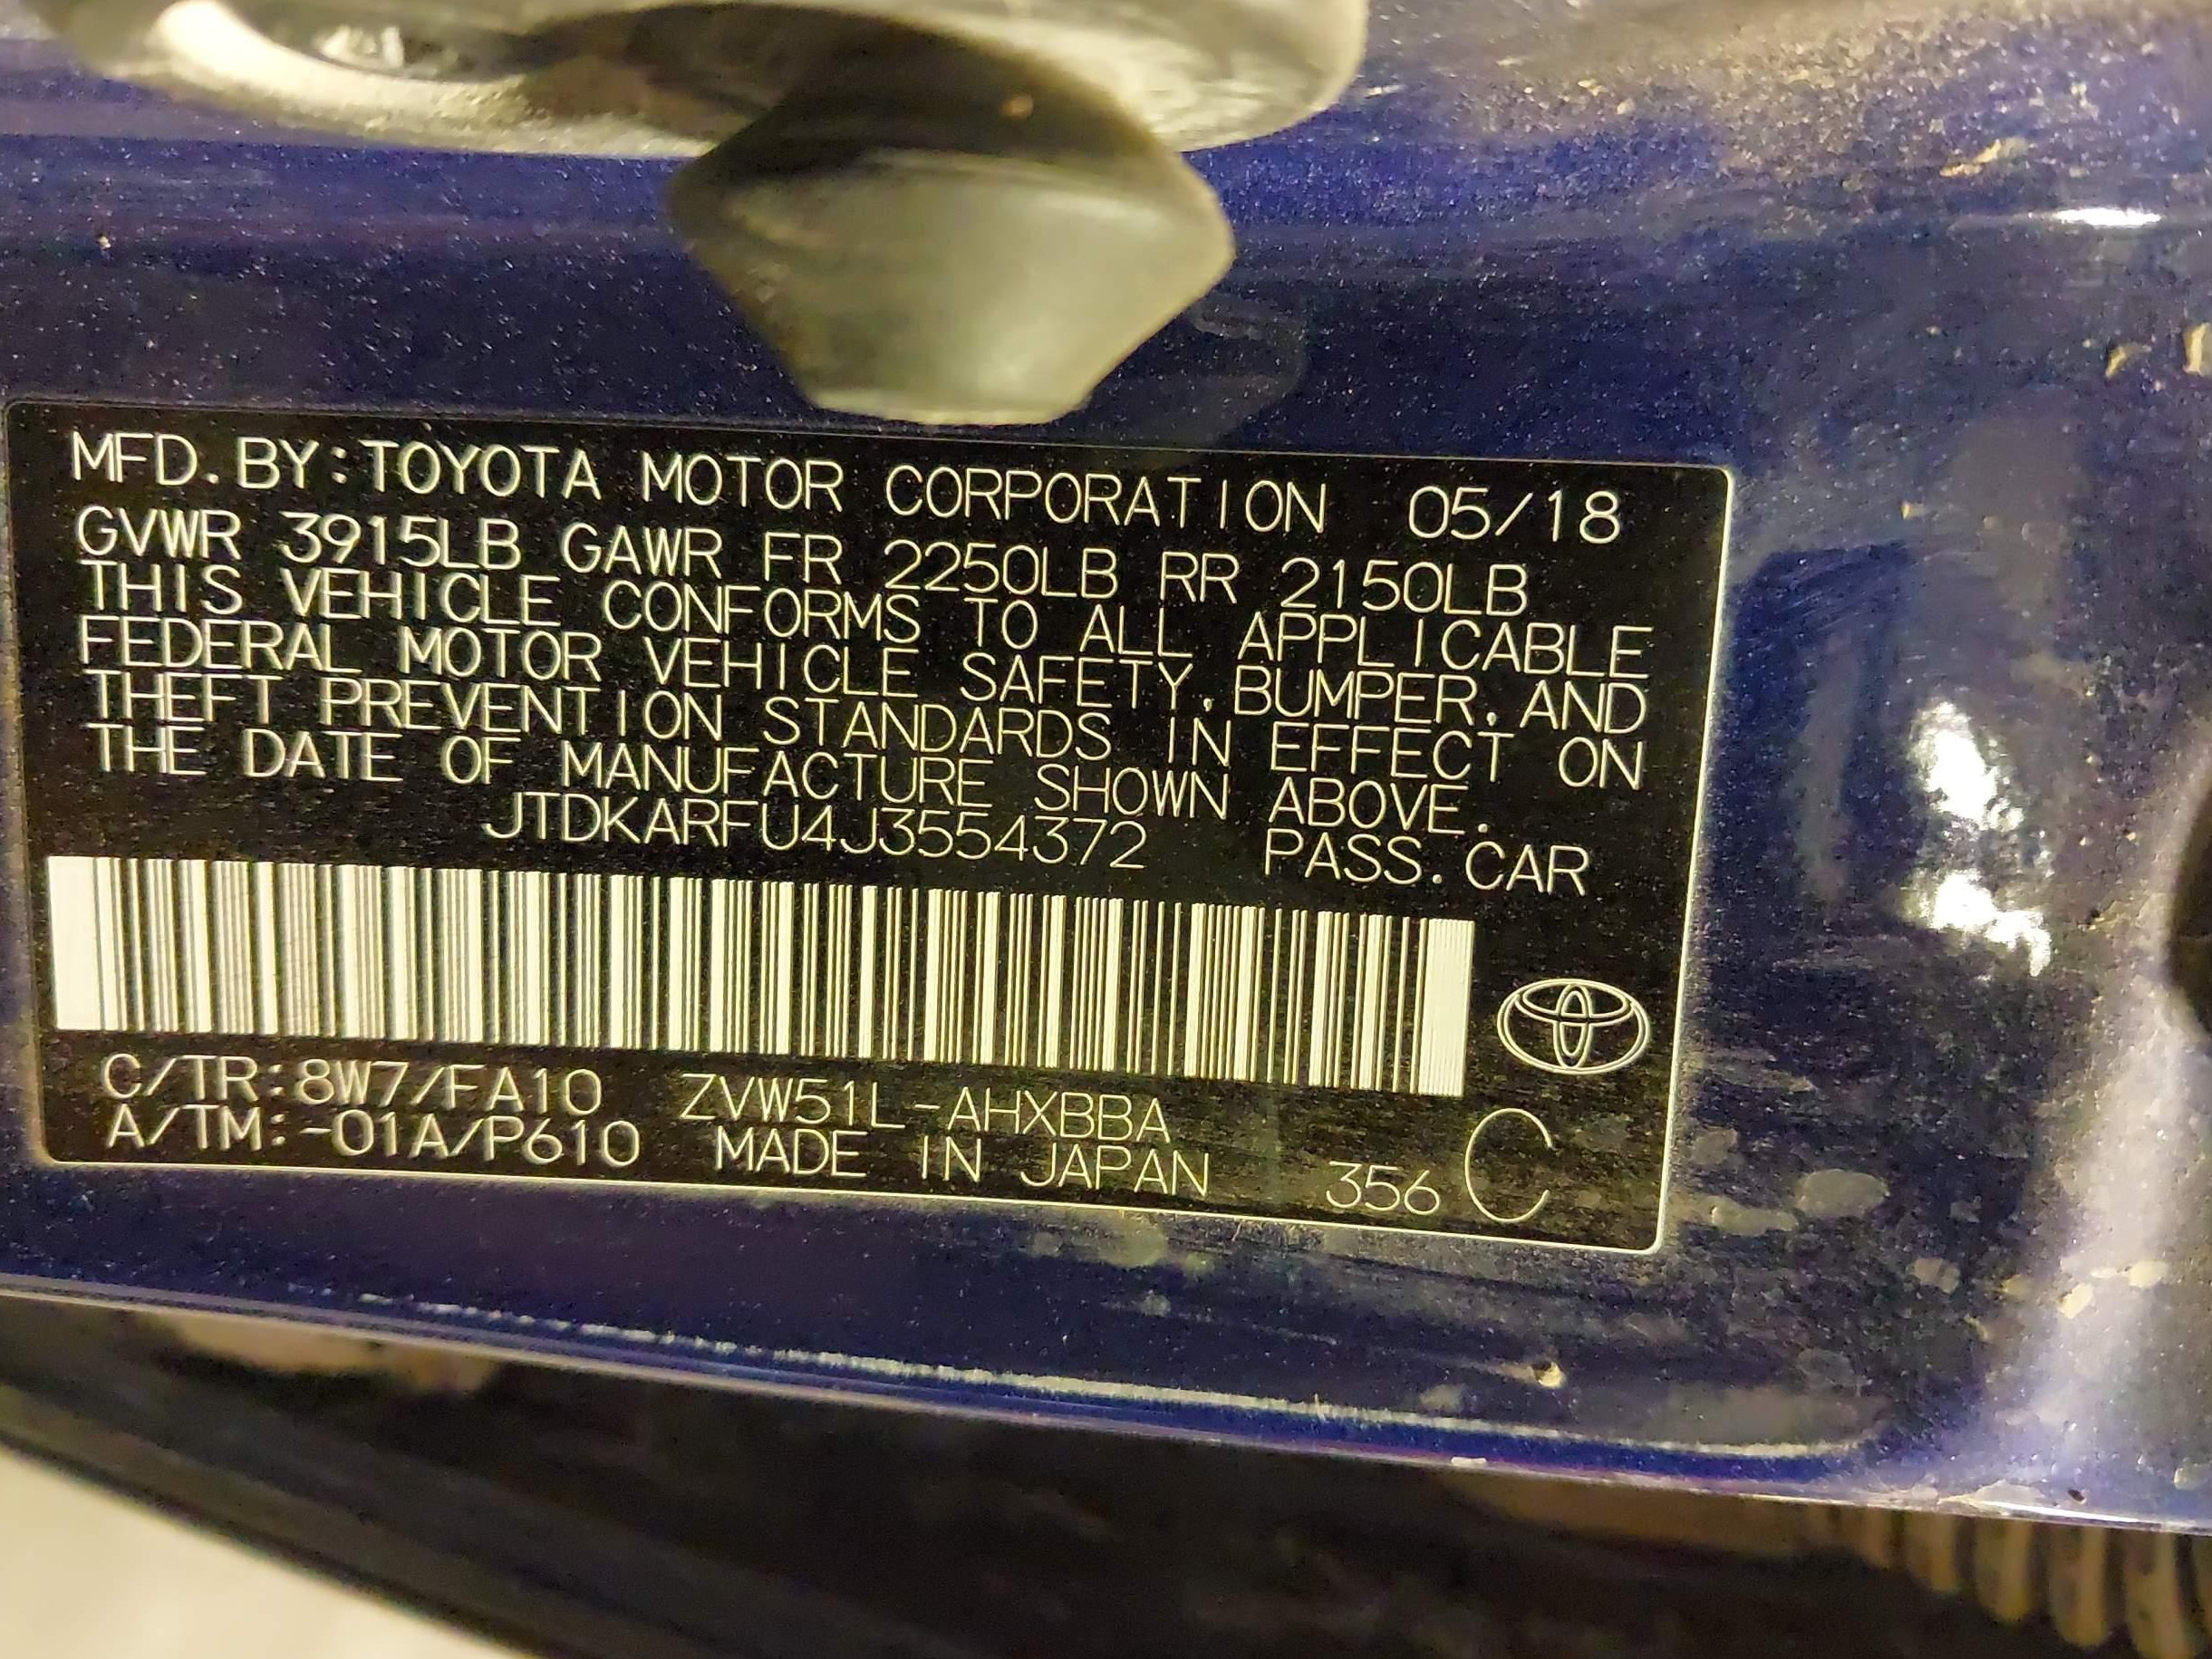 MFD.BY:TOYOTA MOTOR CORPORATION 05/18
GVWR 3915LB GAWR FR 2250LB RR 2150LB
THIS VEHICLE CONFORMS TO ALL APPLICABLE
FEDERAL MOTOR VEHICLE SAFETY,BUMPER,AND
THEFT PREVENTION STANDARDS IN EFFECT ON
THE DATE OF MANUFACTURE SHOWN ABOVE.
JTDKARFU4J3554372 PASS.CAR
C/TR:8W7/FA10 ZVW51L-AHXBBA
A/TM:-01A/P610 MADE IN JAPAN 356 C